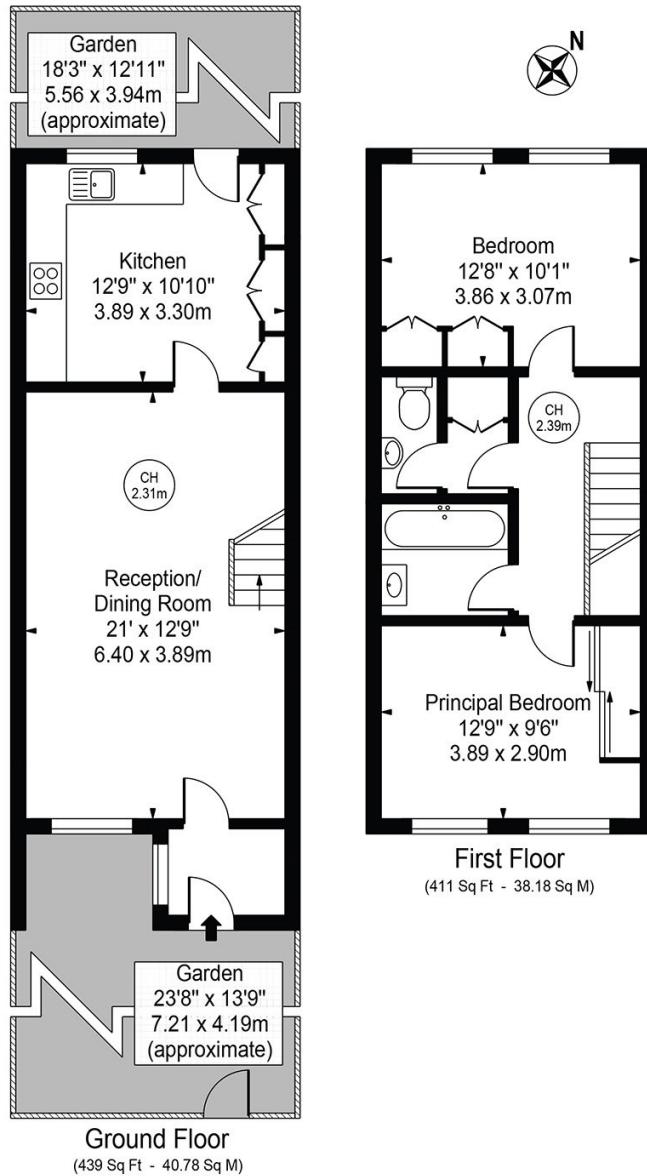 Garden
18'3" x 12'11"
5.56 x 3.94m
(approximate)
N
Kitchen
12'9" x 10'10"
3.89 x 3.30m
Bedroom
12'8" x 10'1"
3.86 x 3.07m
CH
2.31m
CH
2.39m
Reception/
Dining Room
21' x 12'9"
6.40 x 3.89m
Principal Bedroom
12'9" x 9'6"
3.89 x 2.90m
First Floor
(411 Sq Ft - 38.18 Sq M)
Garden
23'8" x 13'9"
7.21 x 4.19m
(approximate)
Ground Floor
(439 Sq Ft - 40.78 Sq M)